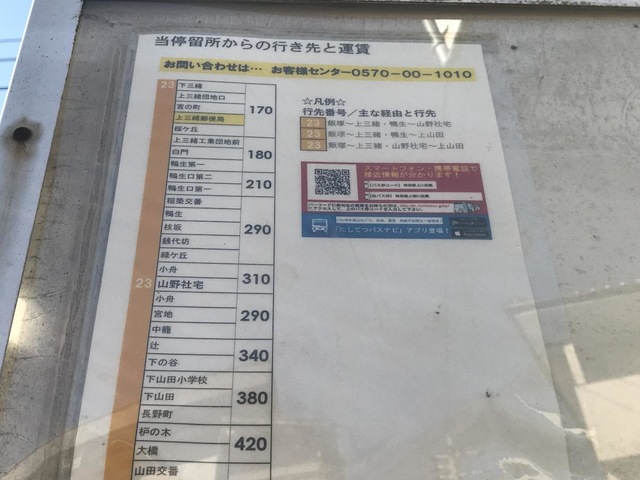 当停留所からの行き先と運賃
お問い合わせは… お客様センター0570-00-1010
23
下三緒
上三緒団地口
宮の町
上三緒郵便局
桜ケ丘
170
上三緒工業団地前
白門
鴨生第一
180
鴨生口第二
鴨生口第一
210
稲築交番
鴨生
枝坂
銭代坊
緑ケ丘
290
小舟
23 山野社宅
310
小舟
宮地
中籠
290
辻
下の谷
340
下山田小学校
下山田
長野町
380
枦の木
大橋
420
山田交番
☆凡例☆
行先番号/主な経由と行先
23 飯塚~上三緒・鴨生~山野社宅
23 飯塚~上三緒・鴨生~上山田
23 飯塚~上三緒・山野社宅~上山田
スマートフォン・携帯電話で
接近情報が分かります!
「にしてつバスナビ」アプリ登場!